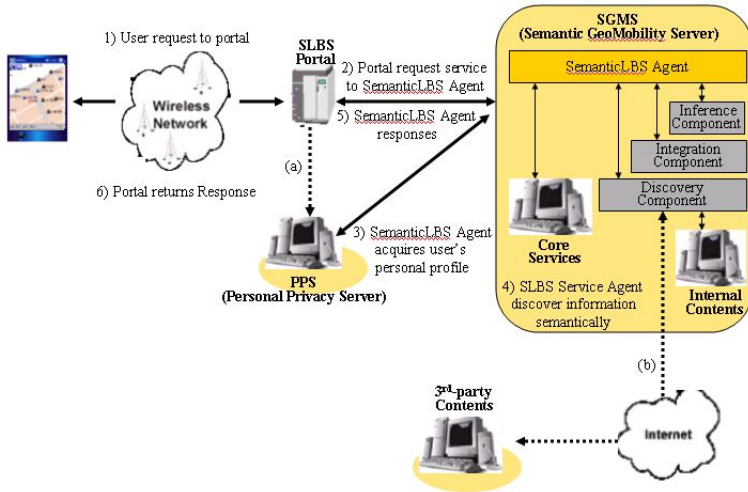 SGMS
(Semantic GeoMobility Server)
1) User request to portal
SLBS
Portal
SemanticLBS Agent
2) Portal request service
to SemanticLBS Agent
Wireless
Network
5) SemanticLBS Agent
responses
Inference
Component
Integration
Component
(a)
6) Portal returns Response
Discovery
Component
3) SemanticLBS Agent
acquires user's
personal profile
Core
Services
PPS
(Personal Privacy Server)
4) SLBS Service Agent
discover information
semantically
Internal
Contents
(b)
3rd-party
Contents
Internet